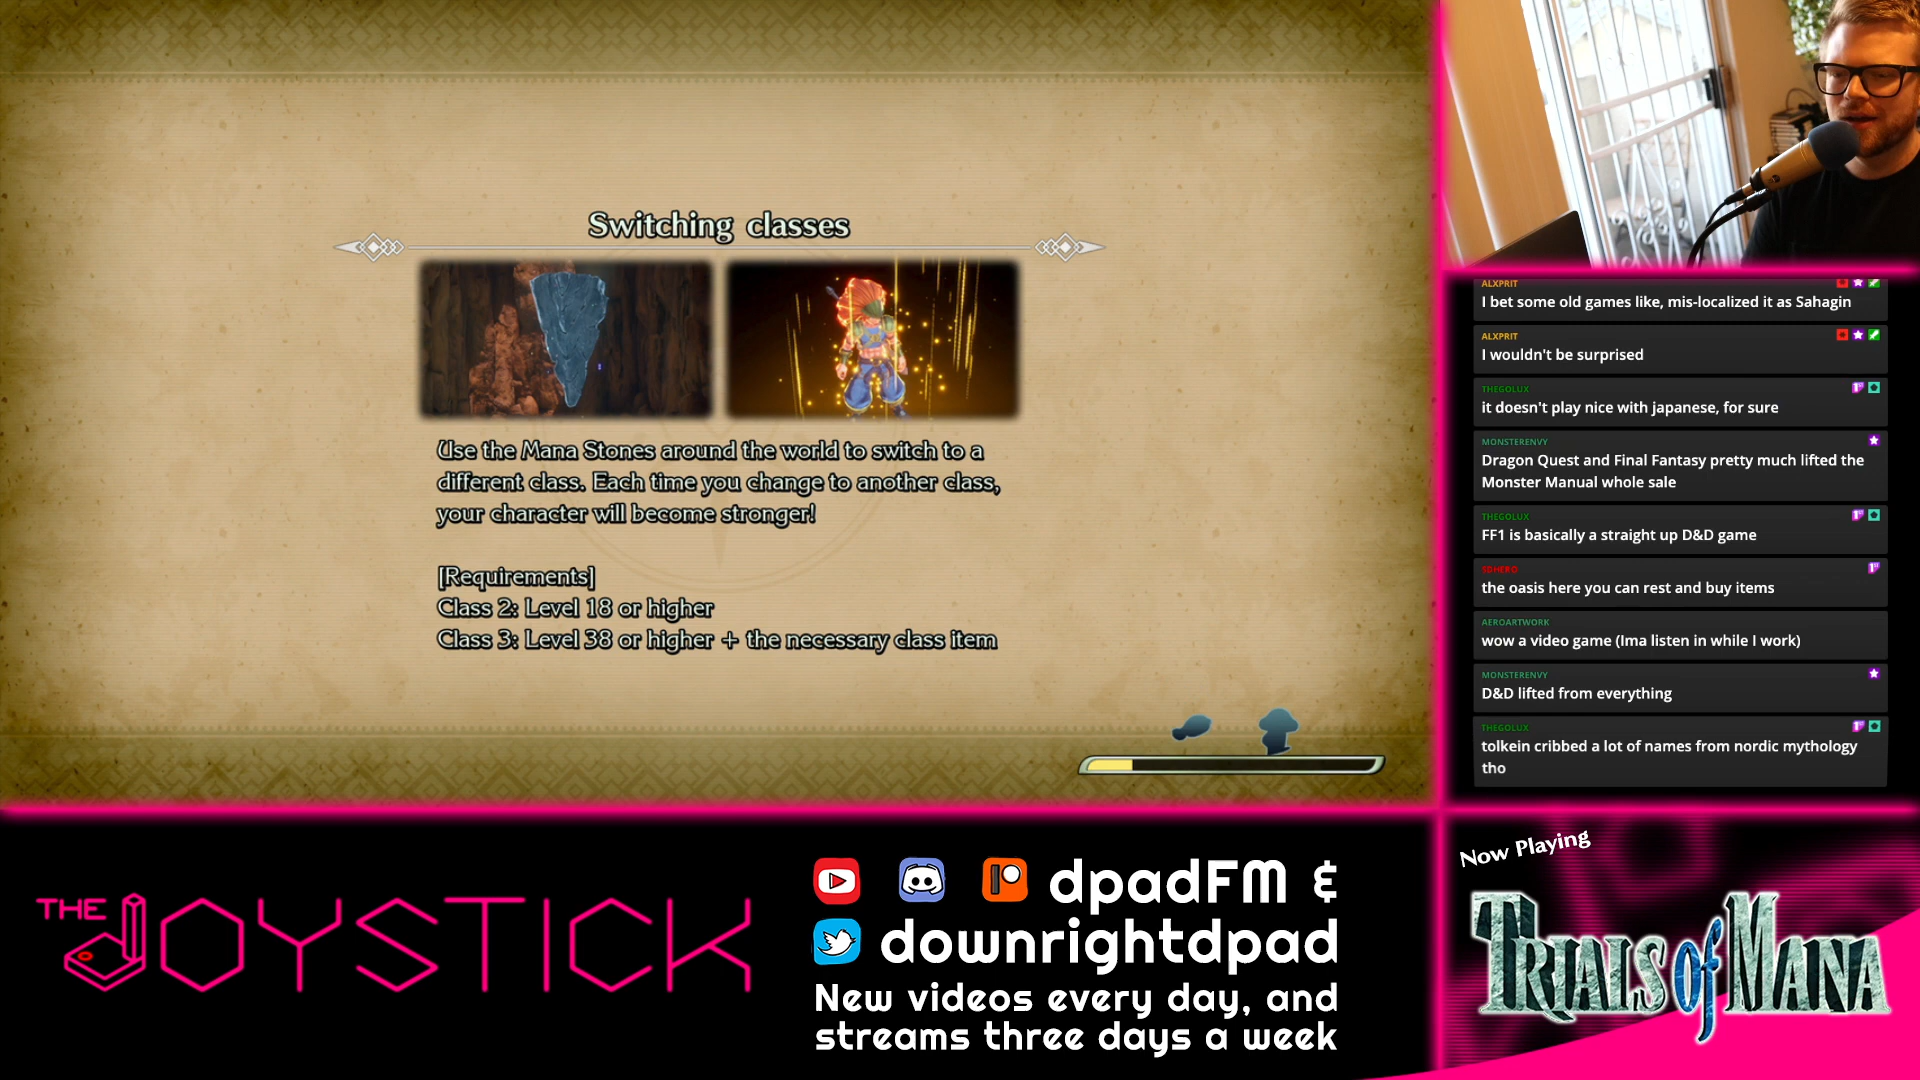 Switching classes
Use the Mana Stones around the world to switch to a
different class. Each time you change to another class,
your character will become stronger!
[Requirements]
Class 2: Level 18 or higher
Class 3: Level 38 or higher + the necessary class item
ALXPRIT
I bet some old games like, mis-localized it as Sahagin
ALXPRIT
I wouldn't be surprised
THEGOLUX
it doesn't play nice with japanese, for sure
MONSTERENVY
Dragon Quest and Final Fantasy pretty much lifted the
Monster Manual whole sale
THEGOLUX
FF1 is basically a straight up D&D game
SDHERO
the oasis here you can rest and buy items
AEROARTWORK
wow a video game (Ima listen in while I work)
MONSTERENVY
D&D lifted from everything
THEGOLUX
tolkein cribbed a lot of names from nordic mythology
tho
THE JOYSTICK
dpadFM &
downrightdpad
New videos every day, and
streams three days a week
Now Playing
TRIALS of MANA